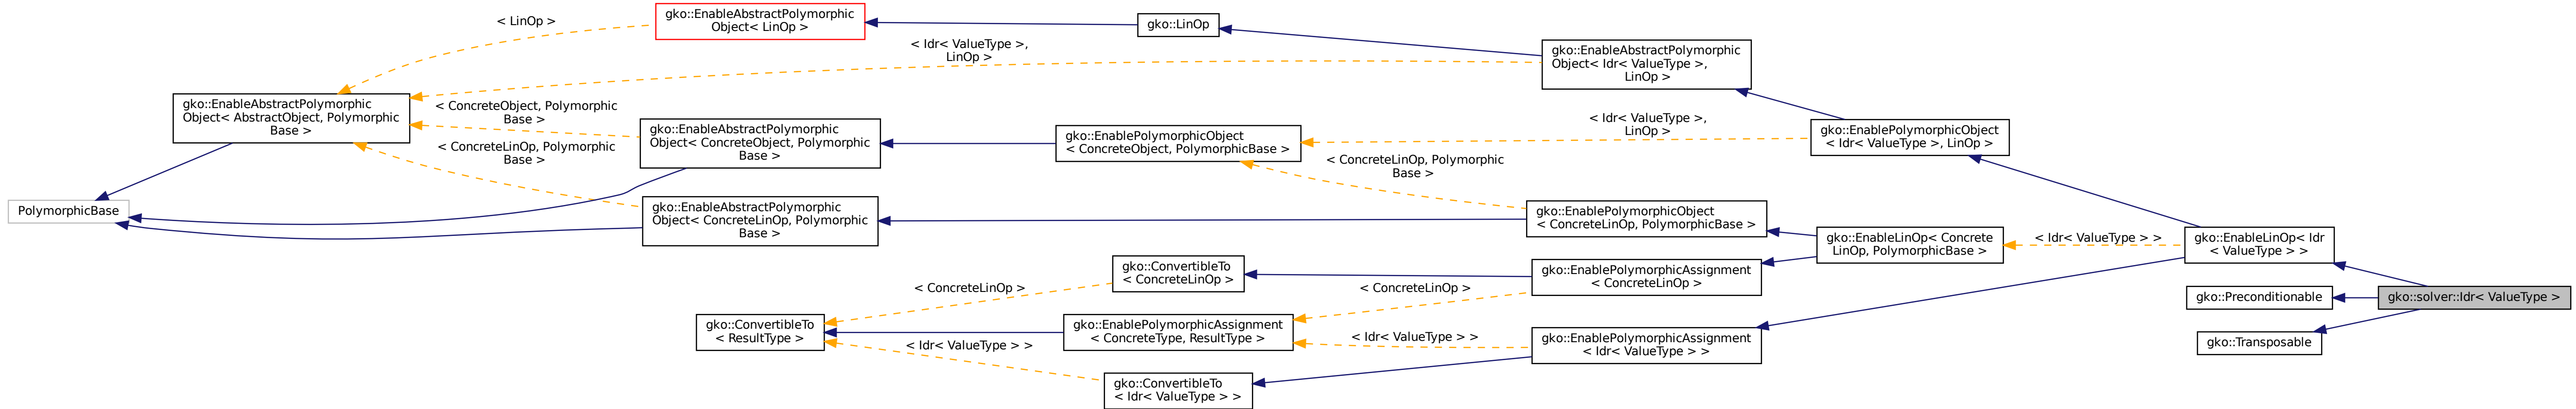 gko::EnableAbstractPolymorphic
Object< LinOp >
< LinOp >
gko::LinOp
< Idr< ValueType >,
LinOp >
gko::EnableAbstractPolymorphic
Object< Idr< ValueType >,
LinOp >
gko::EnableAbstractPolymorphic
Object< AbstractObject, Polymorphic
Base >
< ConcreteObject, Polymorphic
Base >
< ConcreteLinOp, Polymorphic
Base >
gko::EnableAbstractPolymorphic
Object< ConcreteObject, Polymorphic
Base >
gko::EnablePolymorphicObject
< ConcreteObject, PolymorphicBase >
< Idr< ValueType >,
LinOp >
gko::EnablePolymorphicObject
< Idr< ValueType >, LinOp >
< ConcreteLinOp, Polymorphic
Base >
PolymorphicBase
gko::EnableAbstractPolymorphic
Object< ConcreteLinOp, Polymorphic
Base >
gko::EnablePolymorphicObject
< ConcreteLinOp, PolymorphicBase >
gko::EnableLinOp< Concrete
LinOp, PolymorphicBase >
< Idr< ValueType > >
gko::EnableLinOp< Idr
< ValueType > >
gko::ConvertibleTo
< ConcreteLinOp >
gko::EnablePolymorphicAssignment
< ConcreteLinOp >
< ConcreteLinOp >
< ConcreteLinOp >
gko::Preconditionable
gko::solver::Idr< ValueType >
gko::ConvertibleTo
< ResultType >
gko::EnablePolymorphicAssignment
< ConcreteType, ResultType >
< Idr< ValueType > >
< Idr< ValueType > >
gko::EnablePolymorphicAssignment
< Idr< ValueType > >
gko::Transposable
gko::ConvertibleTo
< Idr< ValueType > >